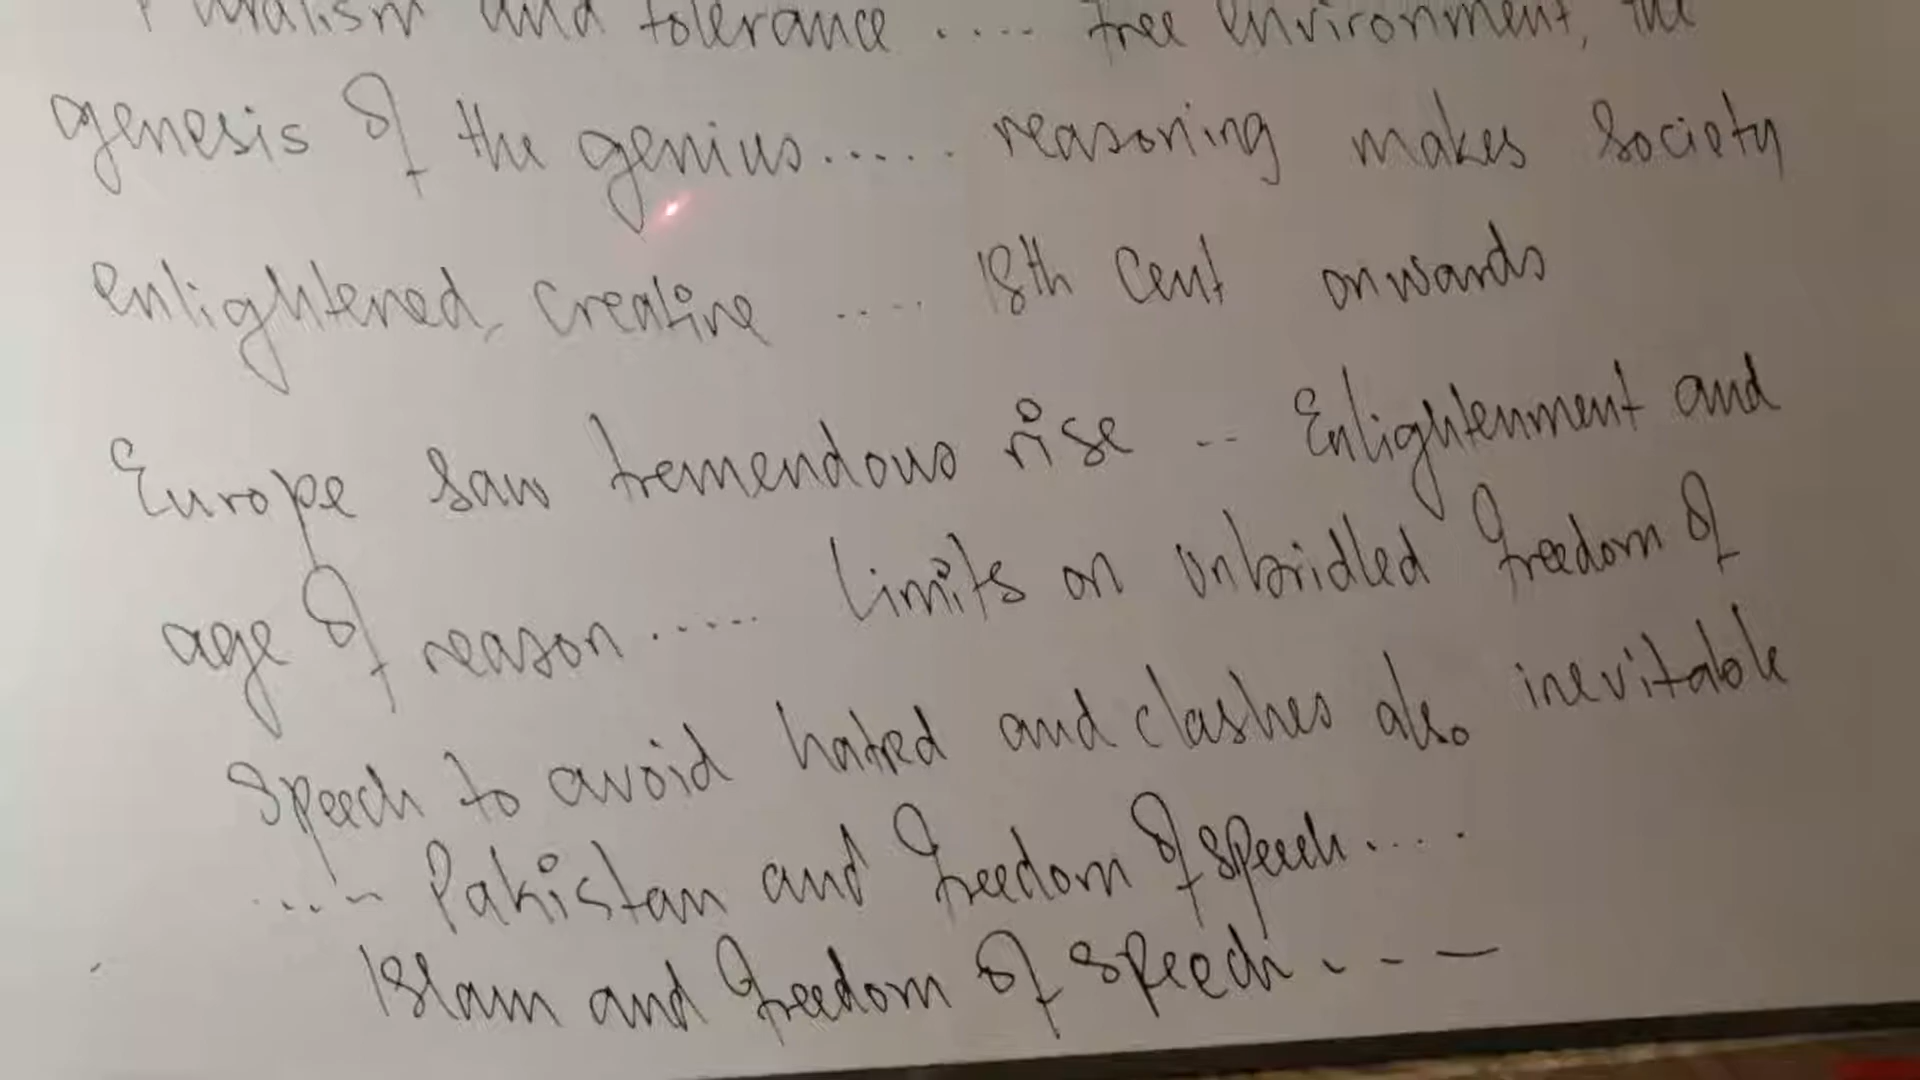 Pluralism and tolerance .... free environment, the
genesis of the genius..... reasoning makes society
enlightened, creative .... 18th Cent onwards
Europe saw tremendous rise -- Enlightenment and
age of reason ..... limits on unbridled freedom of
speech to avoid hatred and clashes also inevitable
..... Pakistan and freedom of speech....
Islam and freedom of speech - - -